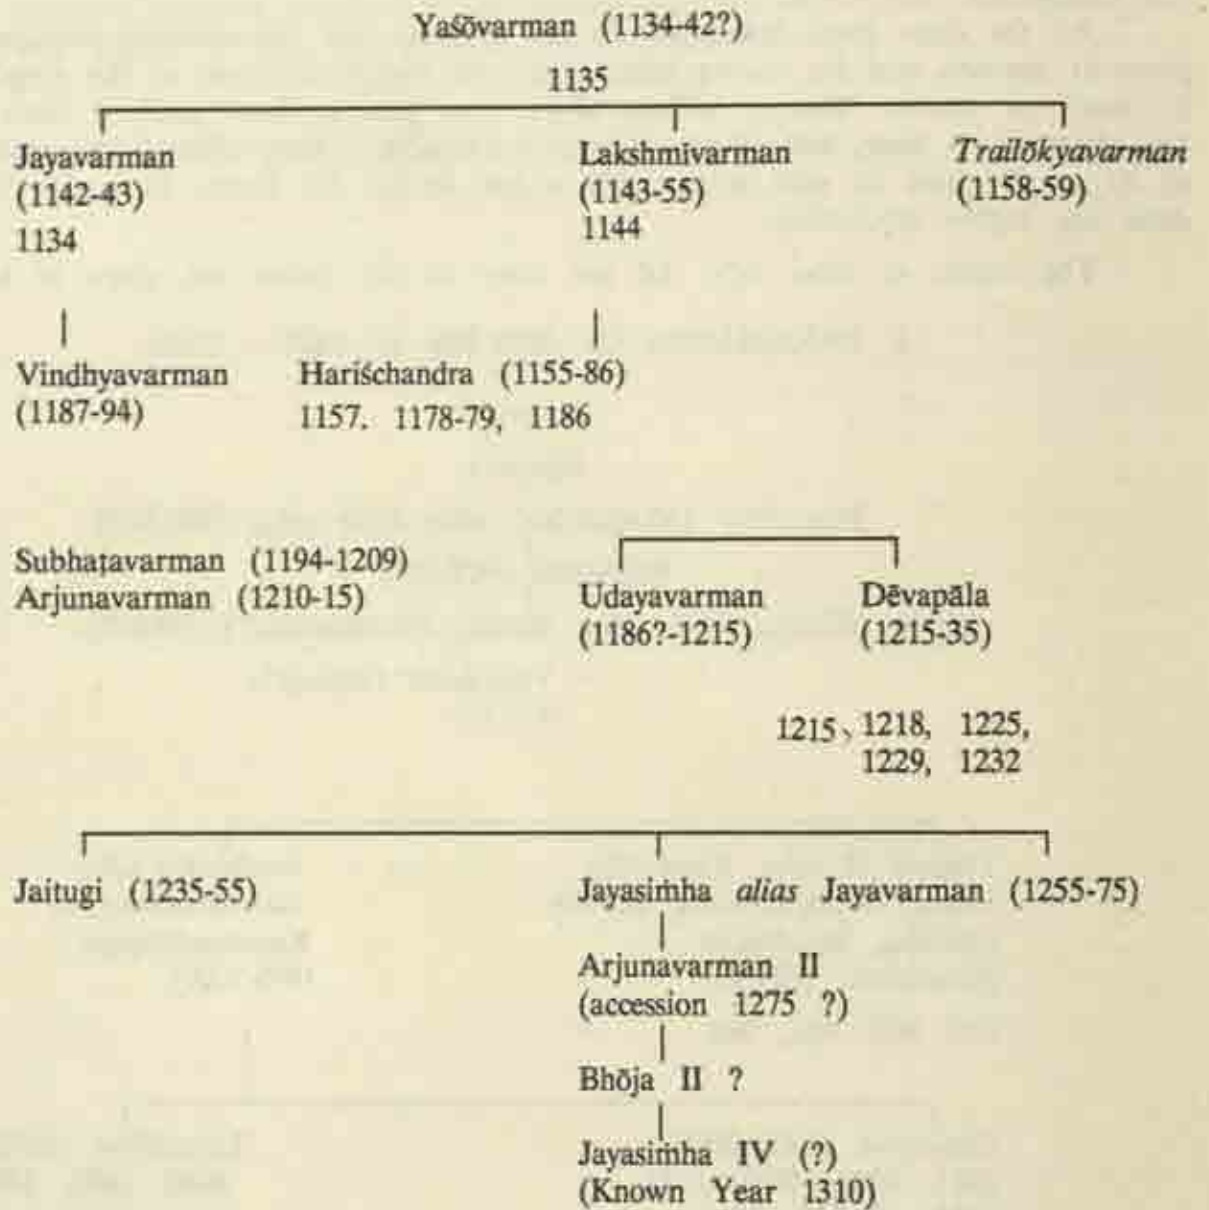 Yaśōvarman (1134-42?)
1135
Jayavarman Lakshmivarman Trailōkyavarman
(1142-43) (1143-55) (1158-59)
1134 1144
Vindhyavarman Hariśchandra (1155-86)
(1187-94) 1157. 1178-79, 1186
Subhaṭavarman (1194-1209)
Arjunavarman (1210-15) Udayavarman Dēvapāla
(1186?-1215) (1215-35)
1215, 1218, 1225,
1229, 1232
Jaitugi (1235-55) Jayasiṁha alias Jayavarman (1255-75)
Arjunavarman II
(accession 1275 ?)
Bhōja II ?
Jayasiṁha IV (?)
(Known Year 1310)